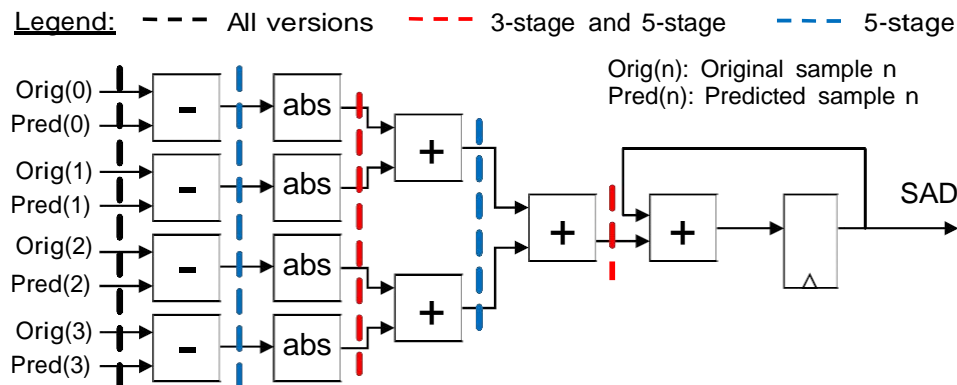 Legend: All versions 3-stage and 5-stage 5-stage
Orig(n): Original sample n
Pred(n): Predicted sample n
Orig(0)
Pred(0)
- abs
+
Orig(1)
Pred(1)
- abs
SAD
+ +
Orig(2)
Pred(2)
- abs
+
Orig(3)
Pred(3)
- abs